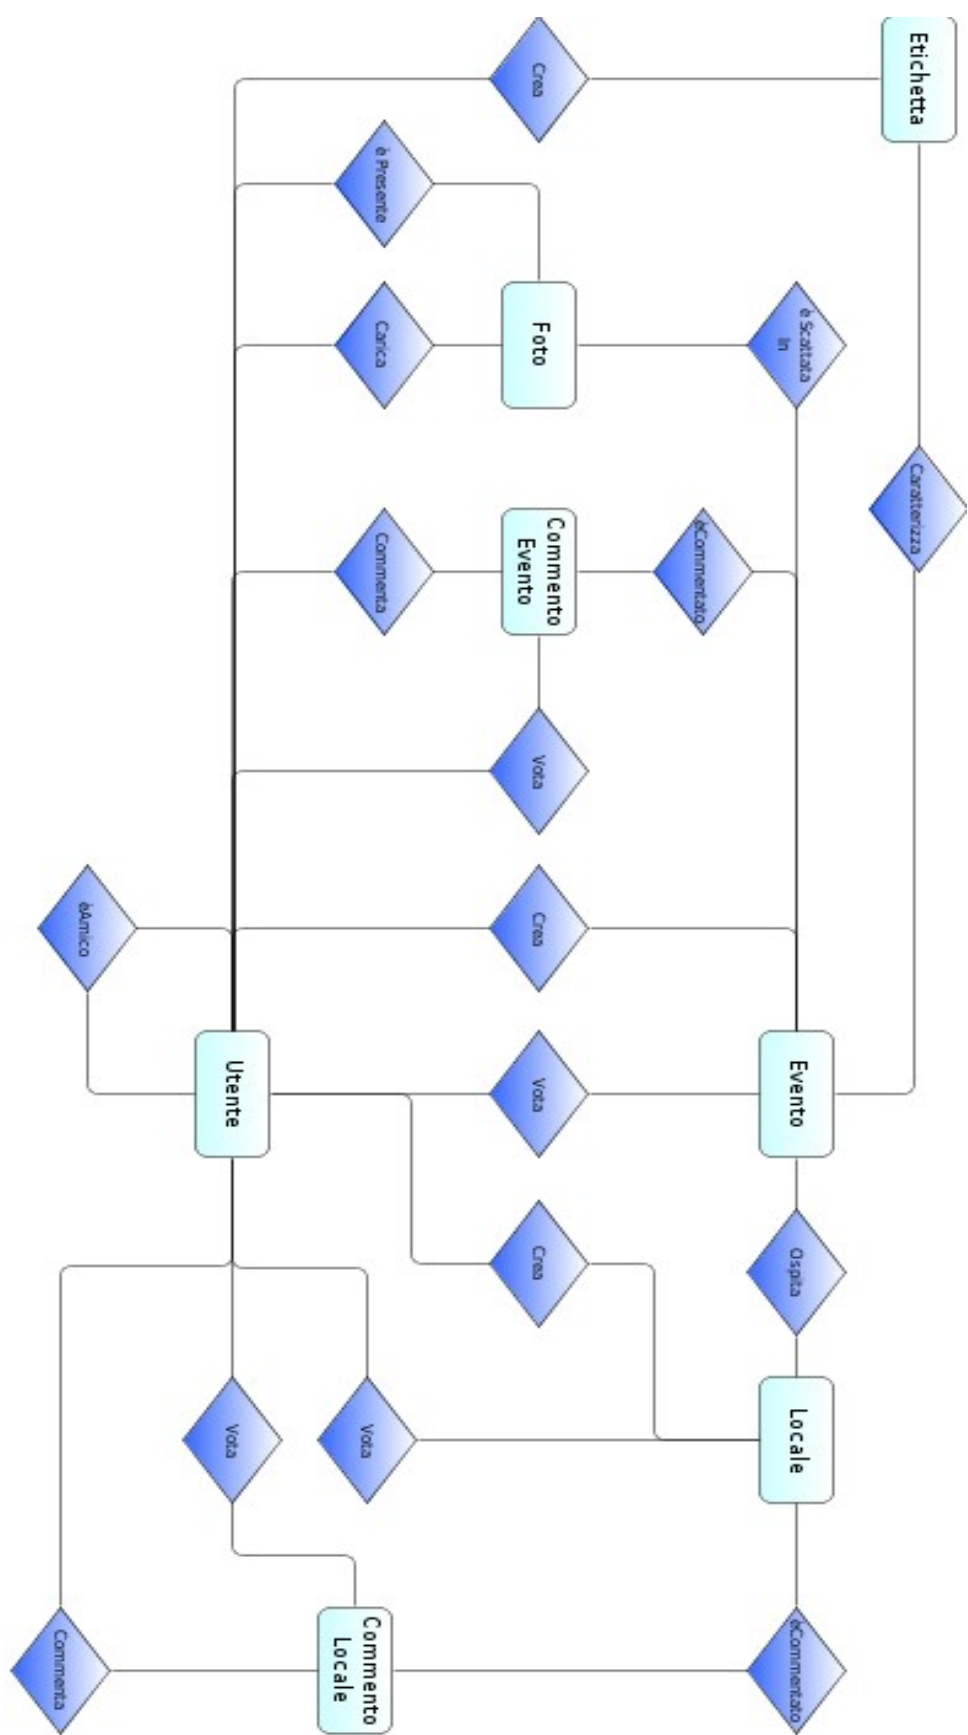 Etichetta
Caratterizza
è Scattata
In
Evento
Ospita
Locale
èCommentato
èCommentato
Crea
Foto
Commento
Evento
Vota
Crea
Vota
Crea
è Presente
Carica
Commenta
Vota
Commento
Locale
Utente
Vota
èAmico
Commenta